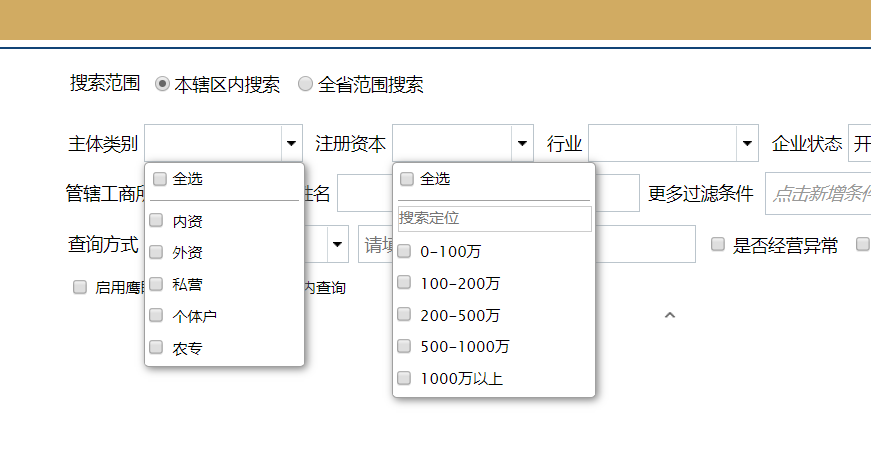 搜索范围 本辖区内搜索 全省范围搜索
主体类别 注册资本 行业 企业状态 开
全选 全选
管辖工商所 姓名 更多过滤条件 点击新增条件
搜索定位
内资
查询方式 请填 是否经营异常
外资 0-100万
私营 100-200万
启用鹰眼 内查询
个体户 200-500万
农专 500-1000万
1000万以上